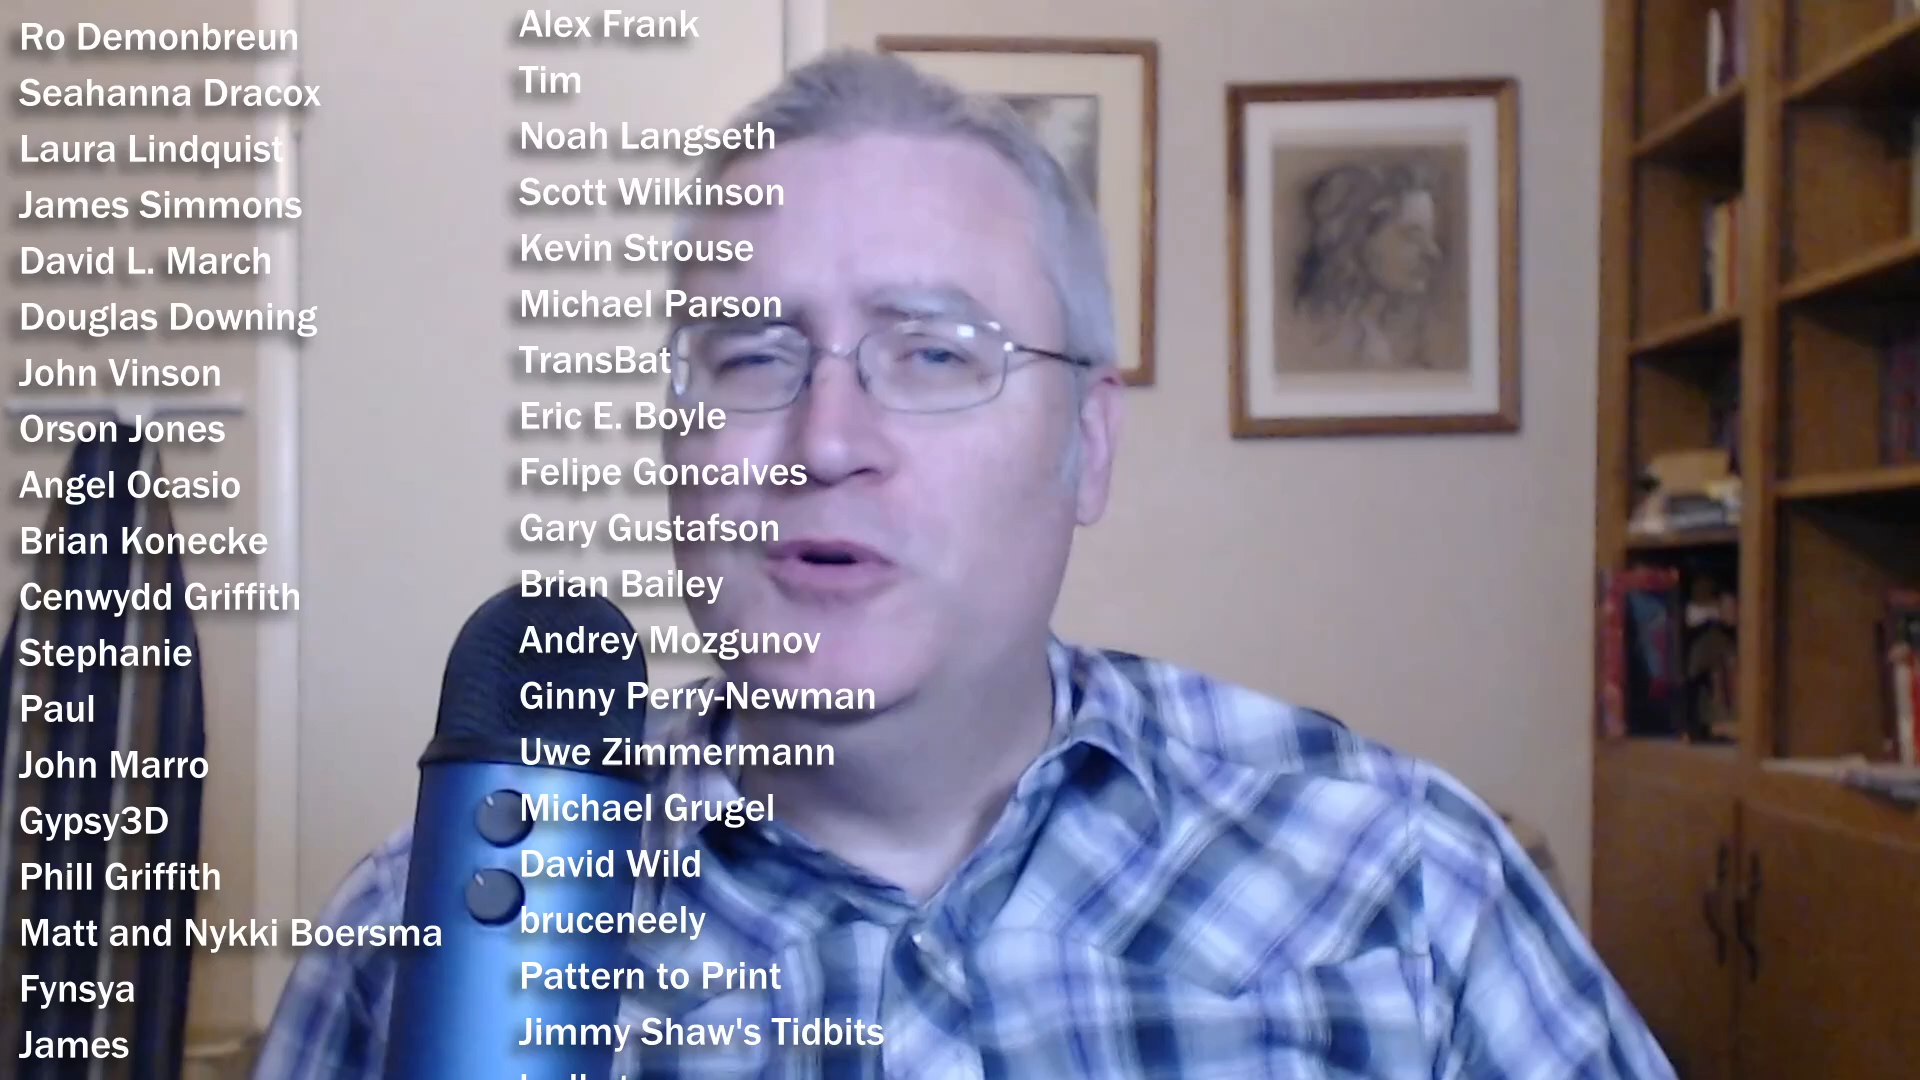 Ro Demonbreun
Seahanna Dracox
Laura Lindquist
James Simmons
David L. March
Douglas Downing
John Vinson
Orson Jones
Angel Ocasio
Brian Konecke
Cenwydd Griffith
Stephanie
Paul
John Marro
Gypsy3D
Phill Griffith
Matt and Nykki Boersma
Fynsya
James
Alex Frank
Tim
Noah Langseth
Scott Wilkinson
Kevin Strouse
Michael Parson
TransBat
Eric E. Boyle
Felipe Goncalves
Gary Gustafson
Brian Bailey
Andrey Mozgunov
Ginny Perry-Newman
Uwe Zimmermann
Michael Grugel
David Wild
bruceneely
Pattern to Print
Jimmy Shaw's Tidbits